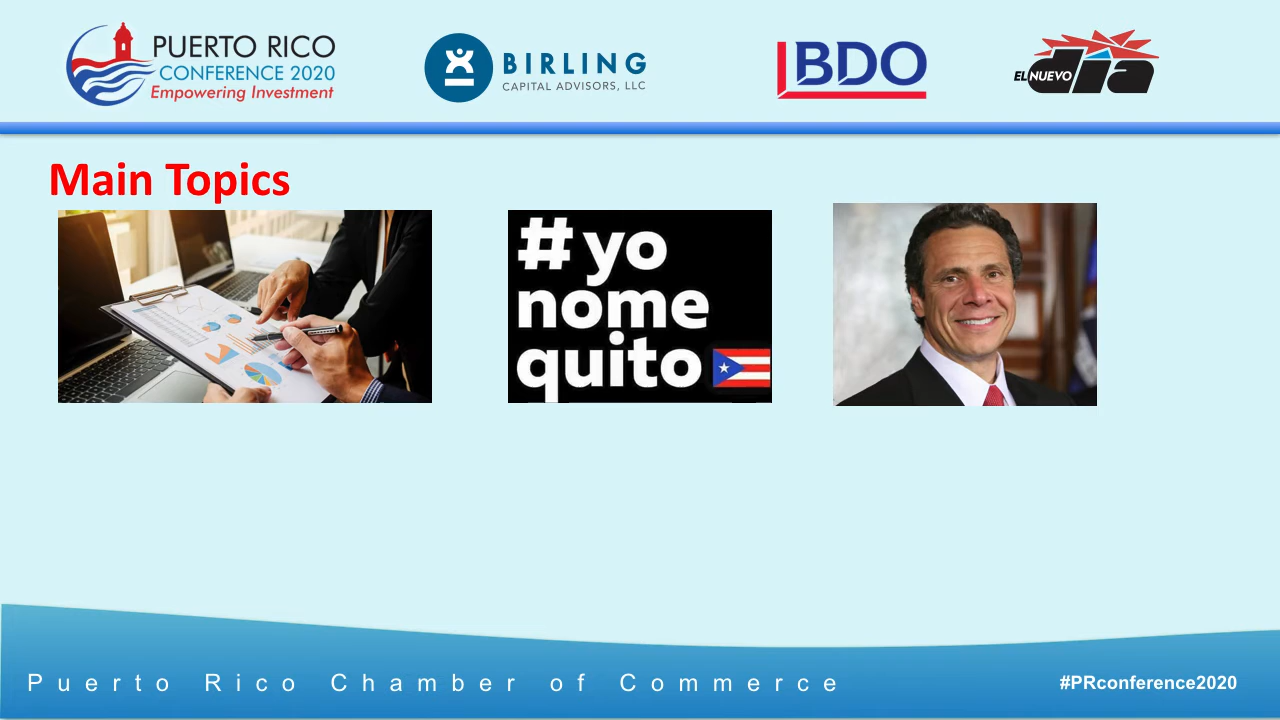 PUERTO RICO
CONFERENCE 2020
Empowering Investment
BIRLING
CAPITAL ADVISORS, LLC
BDO
EL NUEVO
día
Main Topics
# yo
nome
quito
Puerto Rico Chamber of Commerce
#PRconference2020